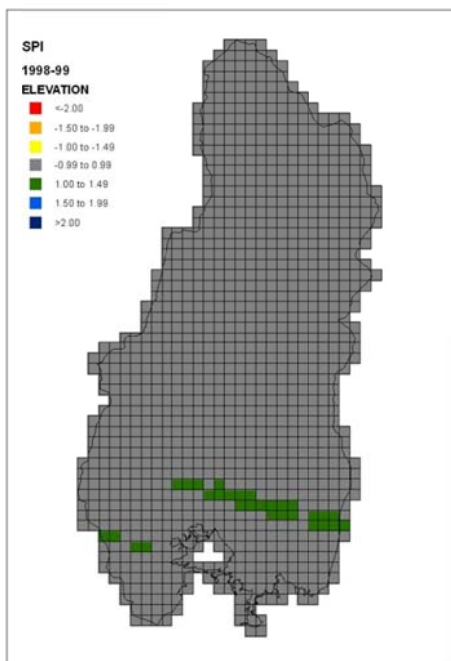 SPI
1998-99
ELEVATION
<-2.00
-1.50 to -1.99
-1.00 to -1.49
-0.99 to 0.99
1.00 to 1.49
1.50 to 1.99
>2.00